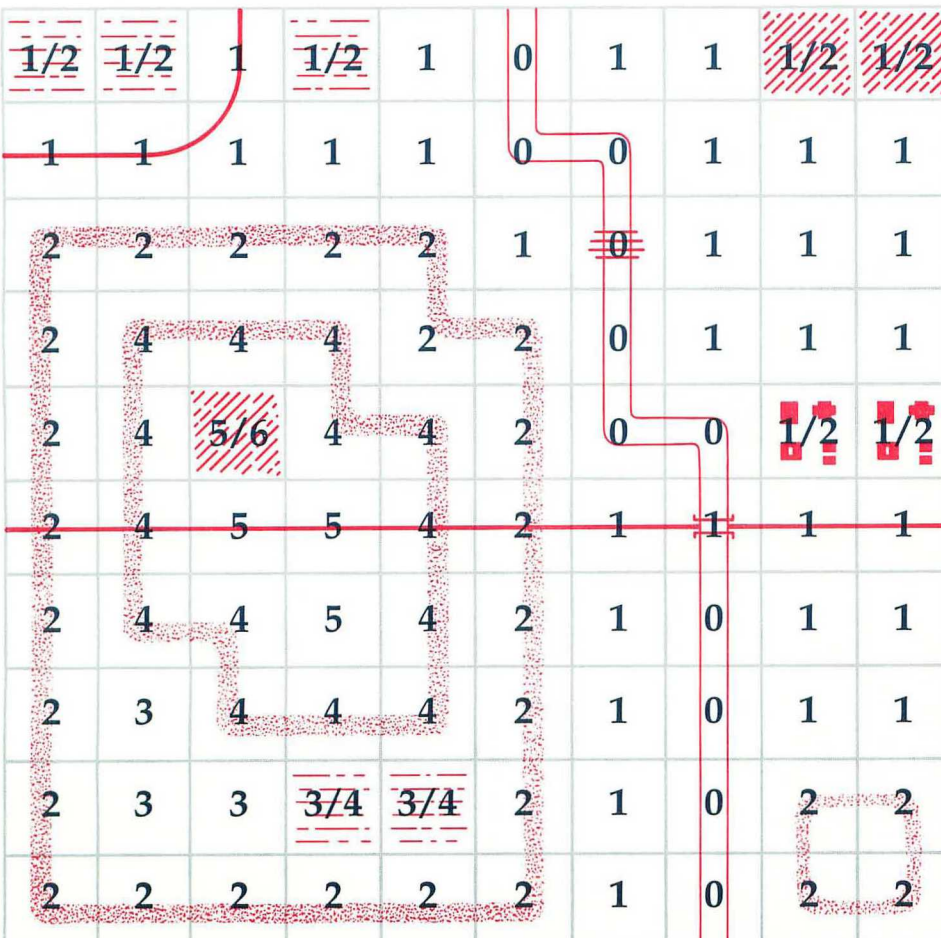 1/2 1/2 1 1/2 1 0 1 1 1/2 1/2
1 1 1 1 1 0 0 1 1 1
2 2 2 2 2 1 0 1 1 1
2 4 4 4 2 2 0 1 1 1
2 4 5/6 4 4 2 0 0 1/2 1/2
2 4 5 5 4 2 1 1 1 1
2 4 4 5 4 2 1 0 1 1
2 3 4 4 4 2 1 0 1 1
2 3 3 3/4 3/4 2 1 0 2 2
2 2 2 2 2 2 1 0 2 2